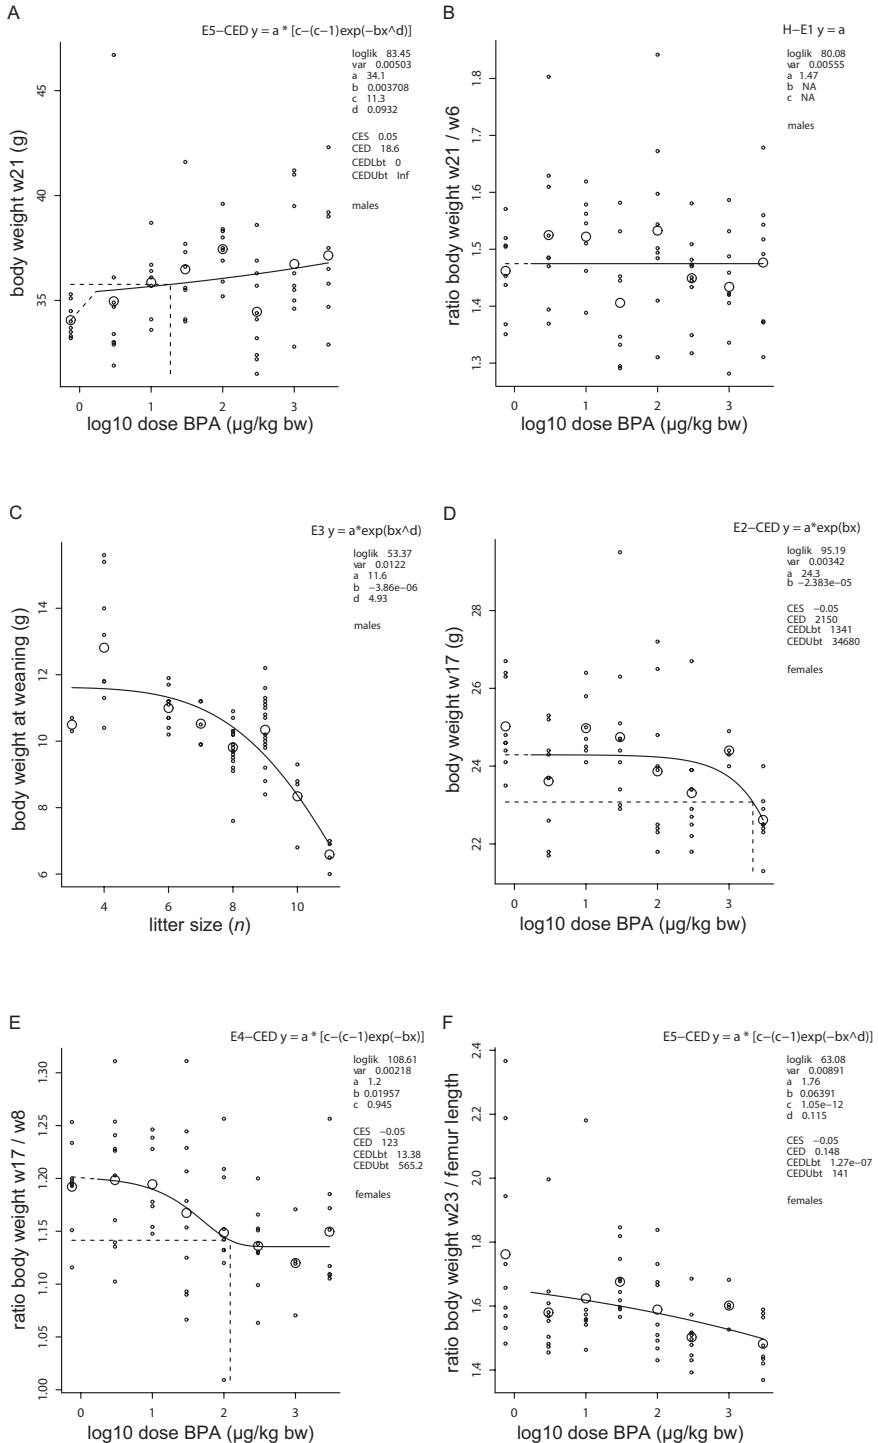 A
E5−CED y = a * [c−(c−1)exp(−bx^d)]
loglik 83.45
var 0.00503
a 34.1
b 0.003708
c 11.3
d 0.0932
CES 0.05
CED 18.6
CEDLbt 0
CEDUbt Inf
males
body weight w21 (g)
45
40
35
0 1 2 3
log10 dose BPA (µg/kg bw)
B
H−E1 y = a
loglik 80.08
var 0.00555
a 1.47
b NA
c NA
males
ratio body weight w21 / w6
1.8
1.7
1.6
1.5
1.4
1.3
0 1 2 3
log10 dose BPA (µg/kg bw)
C
E3 y = a*exp(bx^d)
loglik 53.37
var 0.0122
a 11.6
b −3.86e−06
d 4.93
males
body weight at weaning (g)
14
12
10
8
6
4 6 8 10
litter size (n)
D
E2−CED y = a*exp(bx)
loglik 95.19
var 0.00342
a 24.3
b −2.383e−05
CES −0.05
CED 2150
CEDLbt 1341
CEDUbt 34680
females
body weight w17 (g)
28
26
24
22
0 1 2 3
log10 dose BPA (µg/kg bw)
E
E4−CED y = a * [c−(c−1)exp(−bx)]
loglik 108.61
var 0.00218
a 1.2
b 0.01957
c 0.945
CES −0.05
CED 123
CEDLbt 13.38
CEDUbt 565.2
females
ratio body weight w17 / w8
1.30
1.25
1.20
1.15
1.10
1.05
1.00
0 1 2 3
log10 dose BPA (µg/kg bw)
F
E5−CED y = a * [c−(c−1)exp(−bx^d)]
loglik 63.08
var 0.00891
a 1.76
b 0.06391
c 1.05e−12
d 0.115
CES −0.05
CED 0.148
CEDLbt 1.27e−07
CEDUbt 141
females
ratio body weight w23 / femur length
2.4
2.2
2.0
1.8
1.6
1.4
0 1 2 3
log10 dose BPA (µg/kg bw)